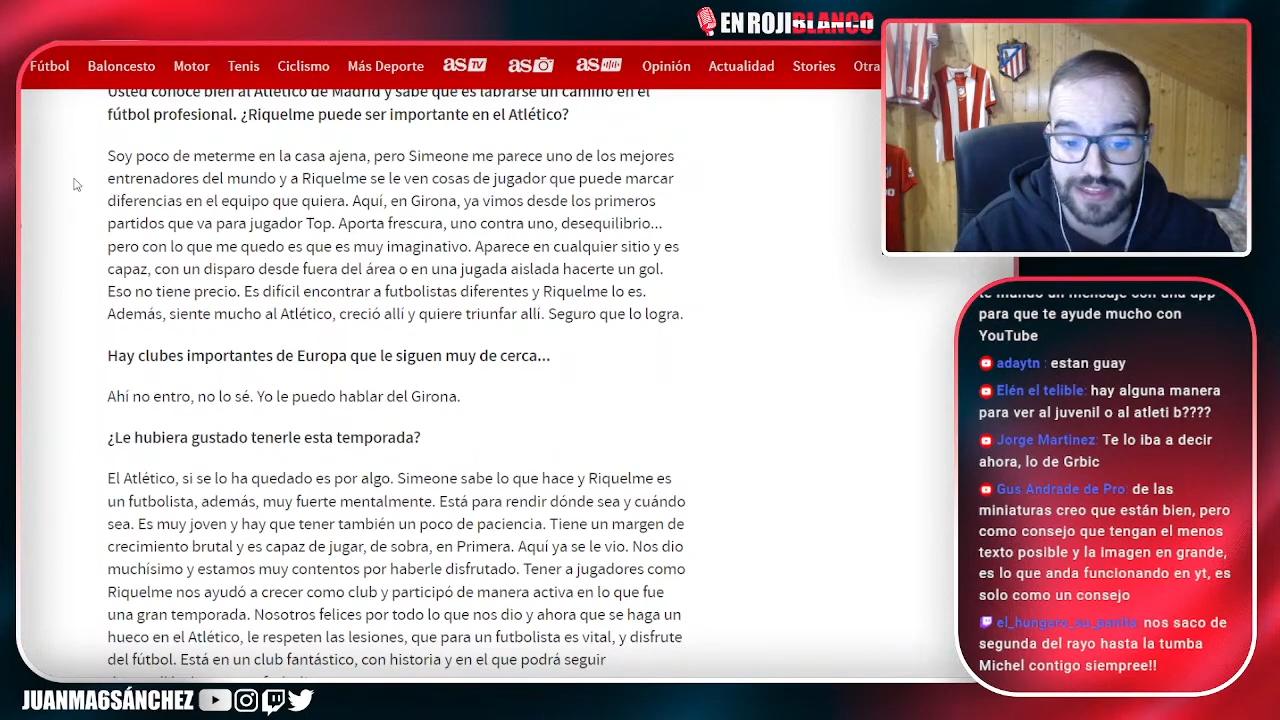 EN ROJIBLANCO
Fútbol Baloncesto Motor Tenis Ciclismo Más Deporte as TV as as Opinión Actualidad Stories Otra
Usted conoce bien al Atlético de Madrid y sabe qué es labrarse un camino en el
fútbol profesional. ¿Riquelme puede ser importante en el Atlético?
Soy poco de meterme en la casa ajena, pero Simeone me parece uno de los mejores
entrenadores del mundo y a Riquelme se le ven cosas de jugador que puede marcar
diferencias en el equipo que quiera. Aquí, en Girona, ya vimos desde los primeros
partidos que va para jugador Top. Aporta frescura, uno contra uno, desequilibrio...
pero con lo que me quedo es que es muy imaginativo. Aparece en cualquier sitio y es
capaz, con un disparo desde fuera del área o en una jugada aislada hacerte un gol.
Eso no tiene precio. Es difícil encontrar a futbolistas diferentes y Riquelme lo es.
Además, siente mucho al Atlético, creció allí y quiere triunfar allí. Seguro que lo logra.
Hay clubes importantes de Europa que le siguen muy de cerca...
Ahí no entro, no lo sé. Yo le puedo hablar del Girona.
¿Le hubiera gustado tenerle esta temporada?
El Atlético, si se lo ha quedado es por algo. Simeone sabe lo que hace y Riquelme es
un futbolista, además, muy fuerte mentalmente. Está para rendir dónde sea y cuándo
sea. Es muy joven y hay que tener también un poco de paciencia. Tiene un margen de
crecimiento brutal y es capaz de jugar, de sobra, en Primera. Aquí ya se le vio. Nos dio
muchísimo y estamos muy contentos por haberle disfrutado. Tener a jugadores como
Riquelme nos ayudó a crecer como club y participó de manera activa en lo que fue
una gran temporada. Nosotros felices por todo lo que nos dio y ahora que se haga un
hueco en el Atlético, le respeten las lesiones, que para un futbolista es vital, y disfrute
del fútbol. Está en un club fantástico, con historia y en el que podrá seguir
te mando un mensaje con una app
para que te ayude mucho con
YouTube
adaytn : estan guay
Elén el telible: hay alguna manera
para ver al juvenil o al atleti b????
Jorge Martinez: Te lo iba a decir
ahora, lo de Grbic
Gus Andrade de Pro: de las
miniaturas creo que están bien, pero
como consejo que tengan el menos
texto posible y la imagen en grande,
es lo que anda funcionando en yt, es
solo como un consejo
el_hungero_su_panita: nos saco de
segunda del rayo hasta la tumba
Michel contigo siempree!!
JUANMA6SÁNCHEZ